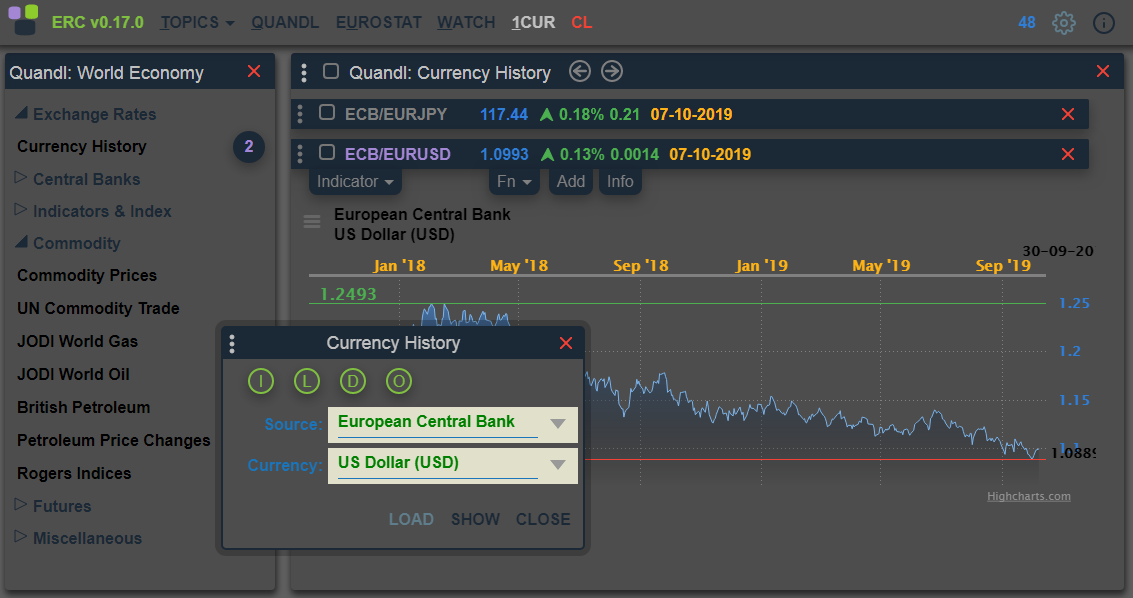 ERC v0.17.0 TOPICS QUANDL EUROSTAT WATCH 1CUR CL 48
Quandl: World Economy
Exchange Rates
Currency History 2
Central Banks
Indicators & Index
Commodity
Commodity Prices
UN Commodity Trade
JODI World Gas
JODI World Oil
British Petroleum
Petroleum Price Changes
Rogers Indices
Futures
Miscellaneous
Quandl: Currency History
ECB/EURJPY 117.44 0.18% 0.21 07-10-2019
ECB/EURUSD 1.0993 0.13% 0.0014 07-10-2019
Indicator Fn Add Info
European Central Bank
US Dollar (USD)
30-09-20
Jan '18 May '18 Sep '18 Jan '19 May '19 Sep '19
1.2493
1.25
1.2
1.15
1.1
1.0889
Highcharts.com
Currency History
I L D O
Source: European Central Bank
Currency: US Dollar (USD)
LOAD SHOW CLOSE